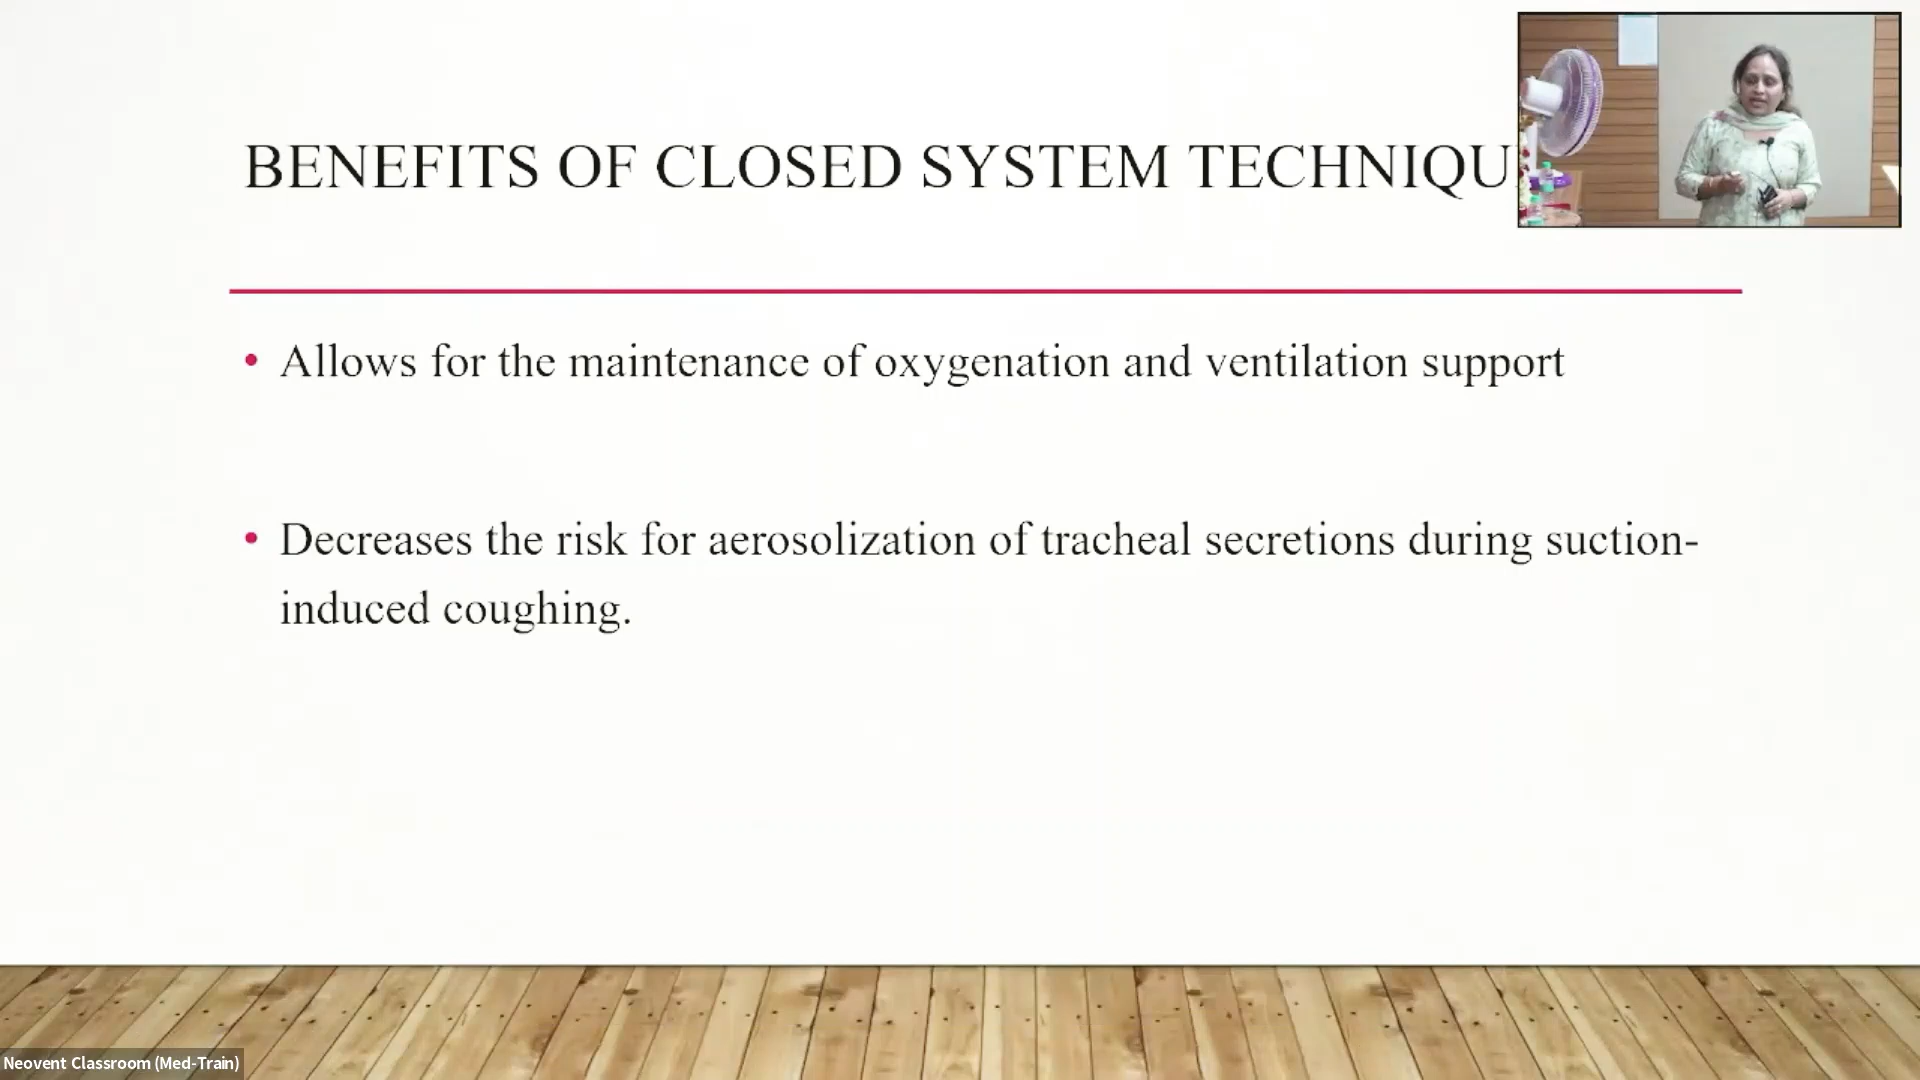 BENEFITS OF CLOSED SYSTEM TECHNIQU
• Allows for the maintenance of oxygenation and ventilation support
• Decreases the risk for aerosolization of tracheal secretions during suction-
induced coughing.
Neovent Classroom (Med-Train)